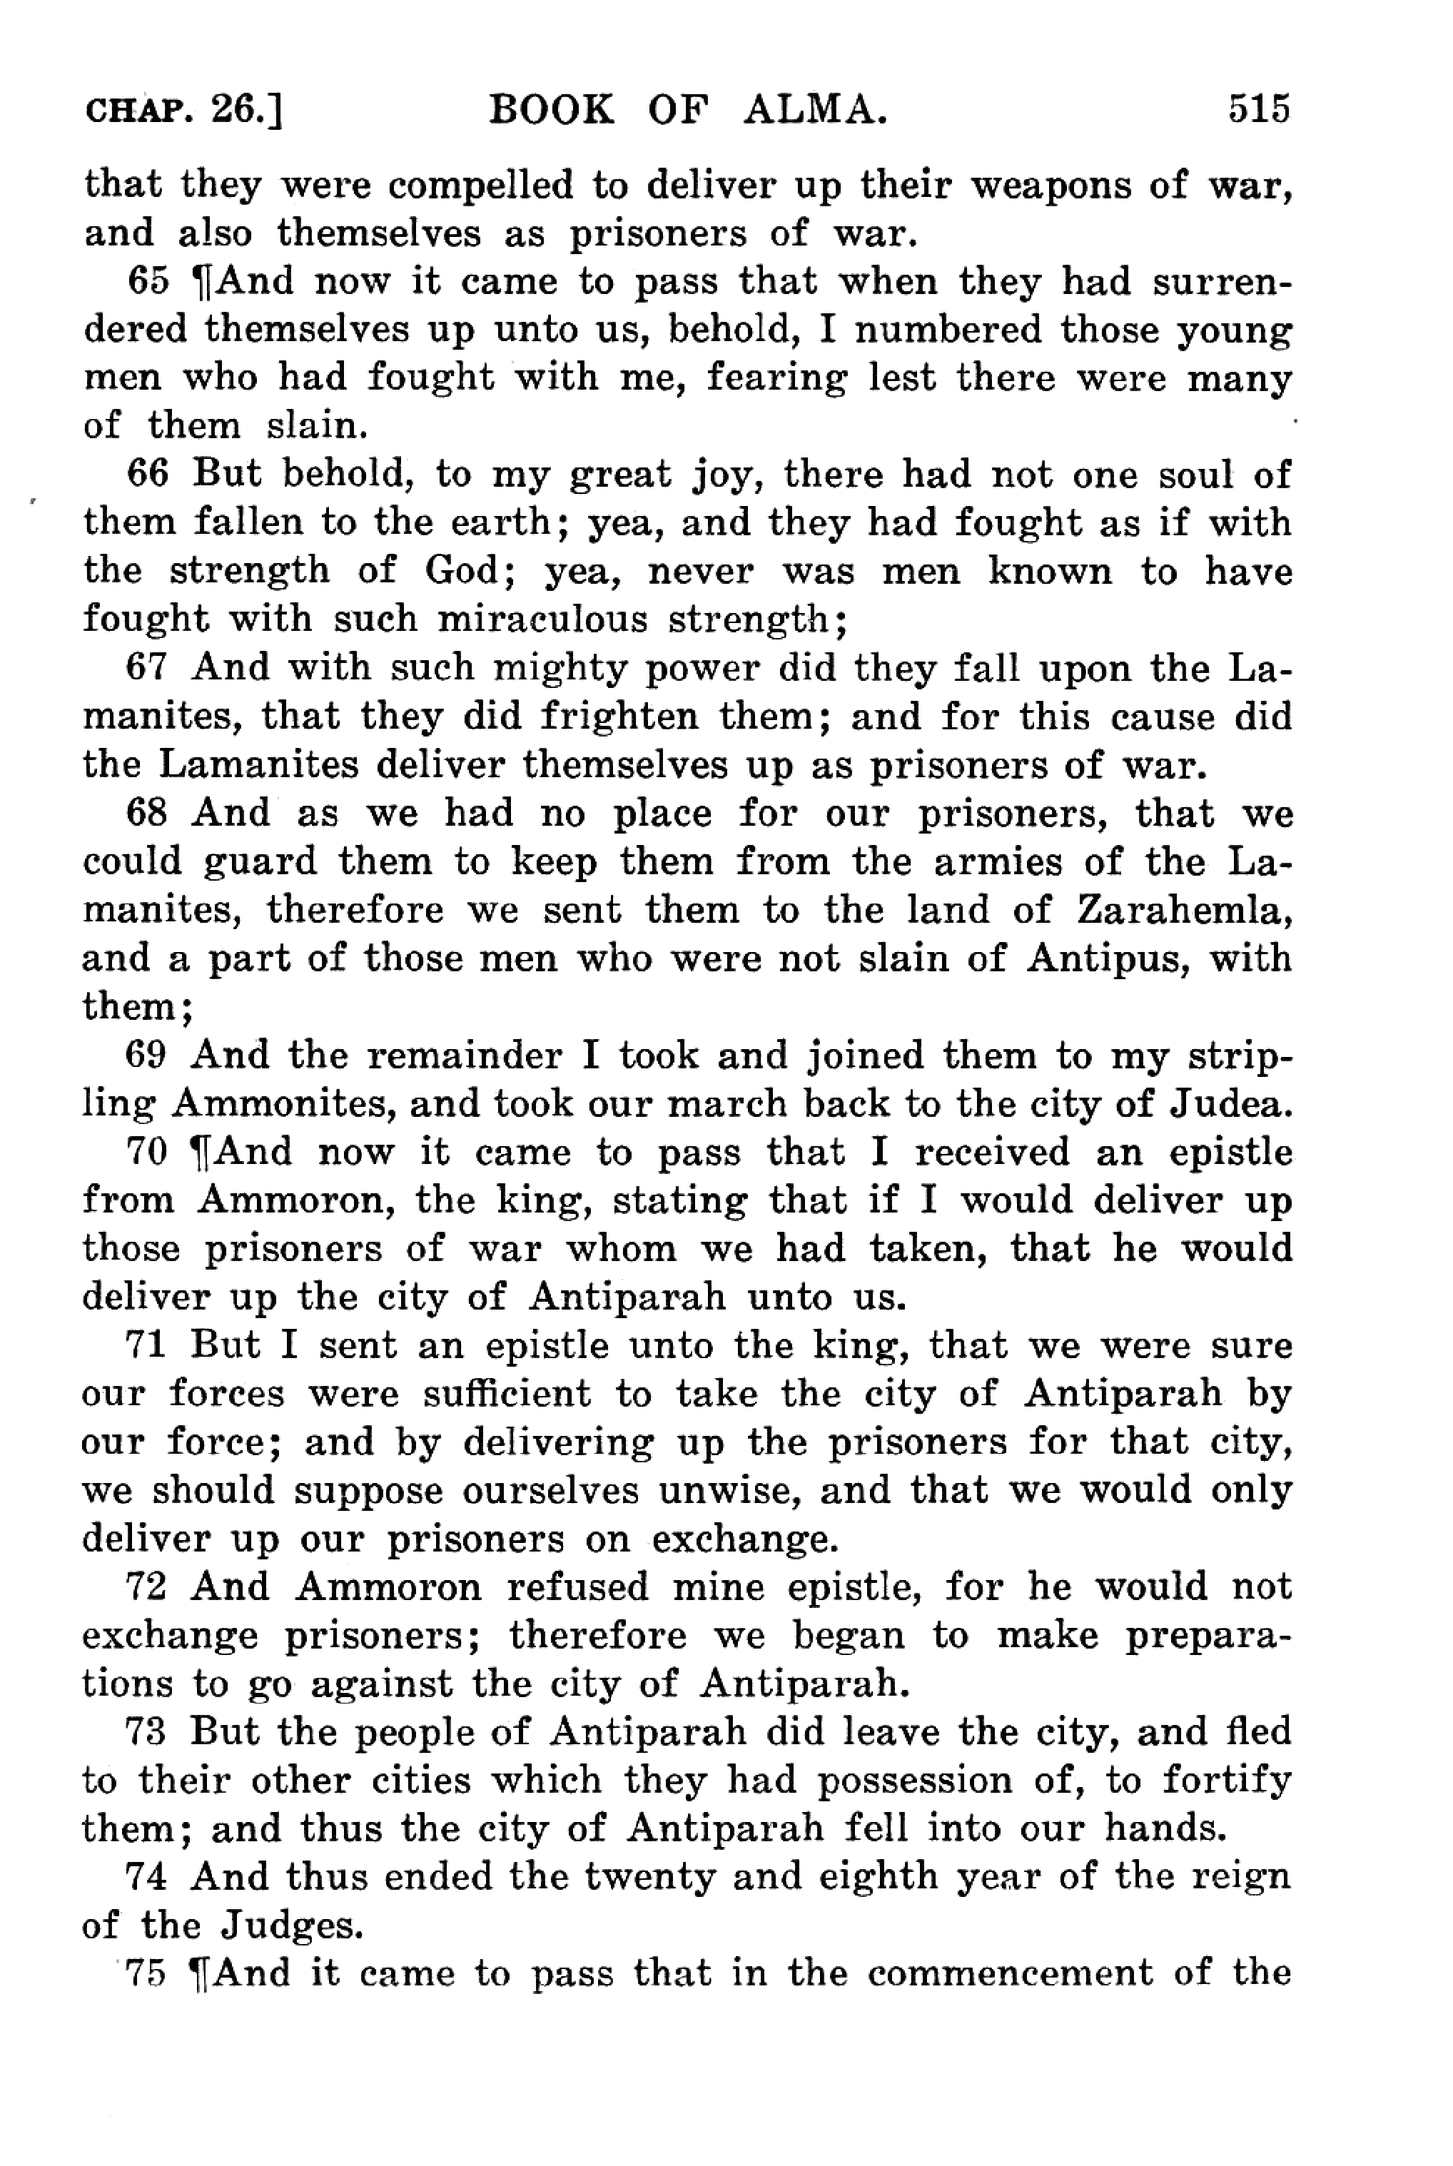 CHAP. 26.] BOOK OF ALMA. 515
that they were compelled to deliver up their weapons of war,
and also themselves as prisoners of war.
65 ¶And now it came to pass that when they had surren-
dered themselves up unto us, behold, I numbered those young
men who had fought with me, fearing lest there were many
of them slain.
66 But behold, to my great joy, there had not one soul of
them fallen to the earth; yea, and they had fought as if with
the strength of God; yea, never was men known to have
fought with such miraculous strength;
67 And with such mighty power did they fall upon the La-
manites, that they did frighten them; and for this cause did
the Lamanites deliver themselves up as prisoners of war.
68 And as we had no place for our prisoners, that we
could guard them to keep them from the armies of the La-
manites, therefore we sent them to the land of Zarahemla,
and a part of those men who were not slain of Antipus, with
them;
69 And the remainder I took and joined them to my strip-
ling Ammonites, and took our march back to the city of Judea.
70 ¶And now it came to pass that I received an epistle
from Ammoron, the king, stating that if I would deliver up
those prisoners of war whom we had taken, that he would
deliver up the city of Antiparah unto us.
71 But I sent an epistle unto the king, that we were sure
our forces were sufficient to take the city of Antiparah by
our force; and by delivering up the prisoners for that city,
we should suppose ourselves unwise, and that we would only
deliver up our prisoners on exchange.
72 And Ammoron refused mine epistle, for he would not
exchange prisoners; therefore we began to make prepara-
tions to go against the city of Antiparah.
73 But the people of Antiparah did leave the city, and fled
to their other cities which they had possession of, to fortify
them; and thus the city of Antiparah fell into our hands.
74 And thus ended the twenty and eighth year of the reign
of the Judges.
75 ¶And it came to pass that in the commencement of the